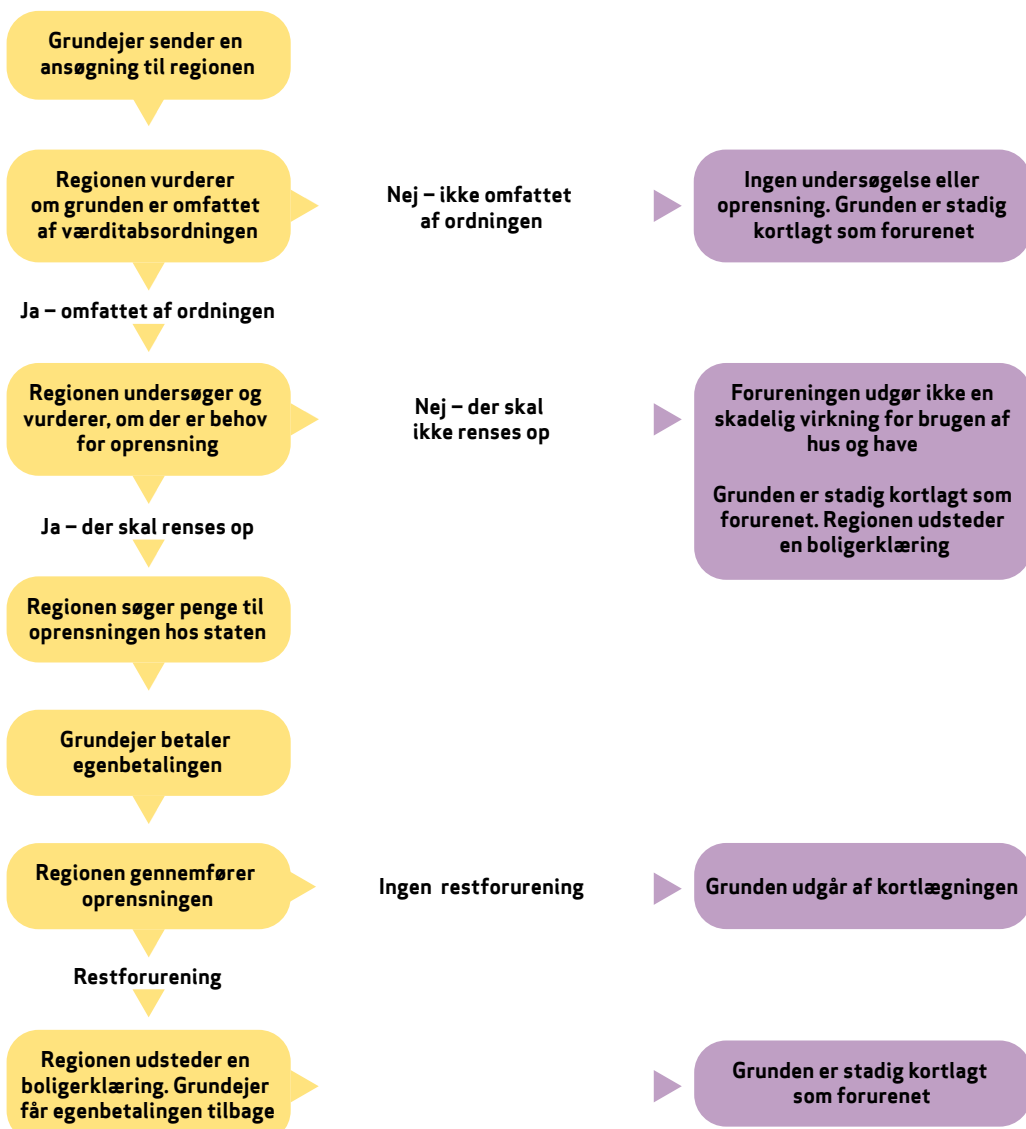 Grundejer sender en
ansøgning til regionen
Regionen vurderer
om grunden er omfattet
af værditabsordningen
Nej – ikke omfattet
af ordningen
Ingen undersøgelse eller
oprensning. Grunden er stadig
kortlagt som forurenet
Ja – omfattet af ordningen
Regionen undersøger og
vurderer, om der er behov
for oprensning
Nej – der skal
ikke renses op
Forureningen udgør ikke en
skadelig virkning for brugen af
hus og have
Grunden er stadig kortlagt som
forurenet. Regionen udsteder
en boligerklæring
Ja – der skal renses op
Regionen søger penge til
oprensningen hos staten
Grundejer betaler
egenbetalingen
Regionen gennemfører
oprensningen
Ingen restforurening
Grunden udgår af kortlægningen
Restforurening
Regionen udsteder en
boligerklæring. Grundejer
får egenbetalingen tilbage
Grunden er stadig kortlagt
som forurenet